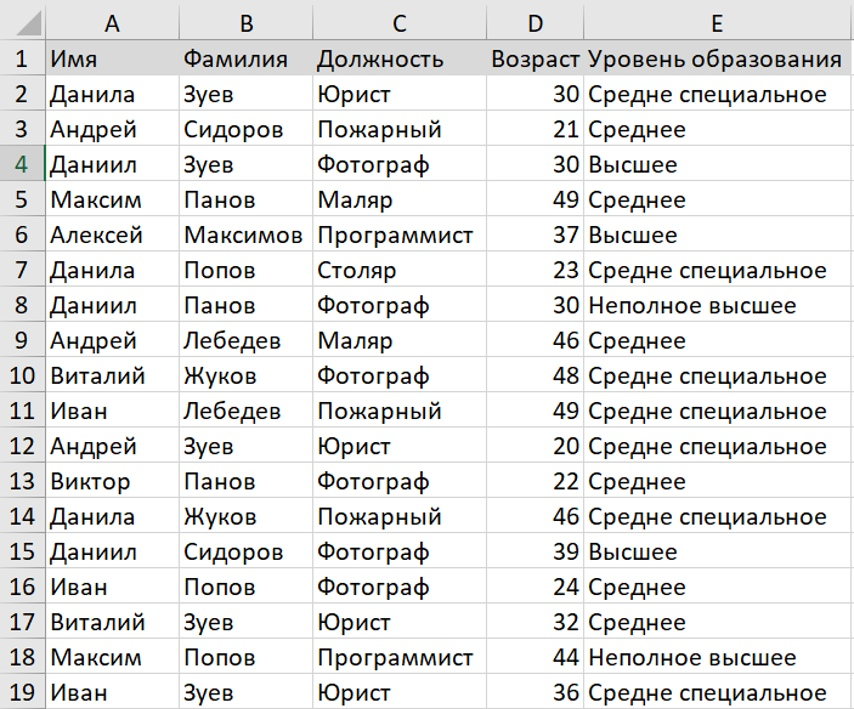 A B C D E
1 Имя Фамилия Должность Возраст Уровень образования
2 Данила Зуев Юрист 30 Средне специальное
3 Андрей Сидоров Пожарный 21 Среднее
4 Даниил Зуев Фотограф 30 Высшее
5 Максим Панов Маляр 49 Среднее
6 Алексей Максимов Программист 37 Высшее
7 Данила Попов Столяр 23 Средне специальное
8 Даниил Панов Фотограф 30 Неполное высшее
9 Андрей Лебедев Маляр 46 Среднее
10 Виталий Жуков Фотограф 48 Средне специальное
11 Иван Лебедев Пожарный 49 Средне специальное
12 Андрей Зуев Юрист 20 Средне специальное
13 Виктор Панов Фотограф 22 Среднее
14 Данила Жуков Пожарный 46 Средне специальное
15 Даниил Сидоров Фотограф 39 Высшее
16 Иван Попов Фотограф 24 Среднее
17 Виталий Зуев Юрист 32 Среднее
18 Максим Попов Программист 44 Неполное высшее
19 Иван Зуев Юрист 36 Средне специальное